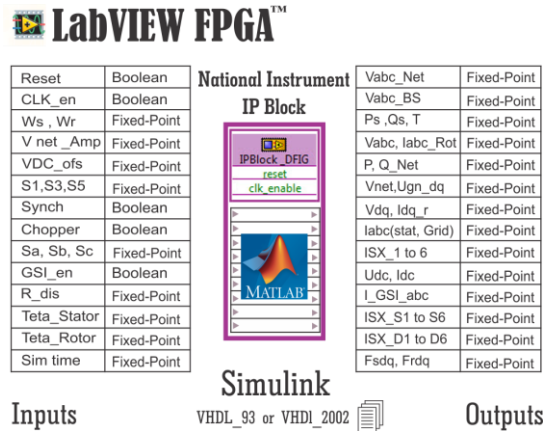 LabVIEW FPGA™
Reset Boolean
CLK_en Boolean
Ws , Wr Fixed-Point
V net _Amp Fixed-Point
VDC_ofs Fixed-Point
S1,S3,S5 Fixed-Point
Synch Boolean
Chopper Boolean
Sa, Sb, Sc Fixed-Point
GSI_en Boolean
R_dis Fixed-Point
Teta_Stator Fixed-Point
Teta_Rotor Fixed-Point
Sim time Fixed-Point
Inputs
National Instrument
IP Block
IPBlock _DFIG
reset
clk_enable
MATLAB
Simulink
VHDL_93 or VHDl_2002
Vabc_Net Fixed-Point
Vabc_BS Fixed-Point
Ps ,Qs, T Fixed-Point
Vabc, Iabc_Rot Fixed-Point
P, Q_Net Fixed-Point
Vnet,Ugn_dq Fixed-Point
Vdq, Idq_r Fixed-Point
Iabc(stat, Grid) Fixed-Point
ISX_1 to 6 Fixed-Point
Udc, Idc Fixed-Point
I_GSI_abc Fixed-Point
ISX_S1 to S6 Fixed-Point
ISX_D1 to D6 Fixed-Point
Fsdq, Frdq Fixed-Point
Outputs